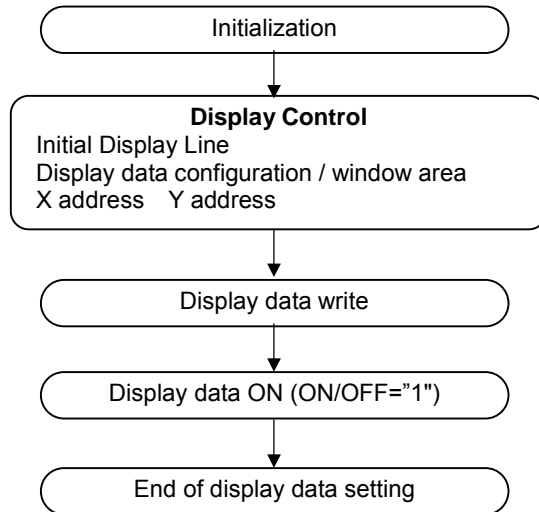 Initialization
Display Control
Initial Display Line
Display data configuration / window area
X address Y address
Display data write
Display data ON (ON/OFF=”1")
End of display data setting